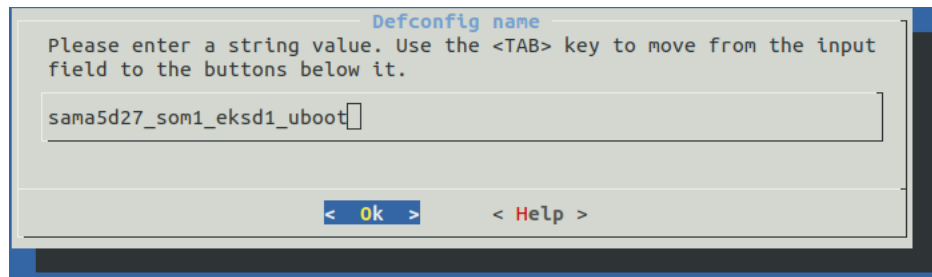 Defconfig name
Please enter a string value. Use the <TAB> key to move from the input
field to the buttons below it.
sama5d27_som1_eksd1_uboot
< Ok > < Help >